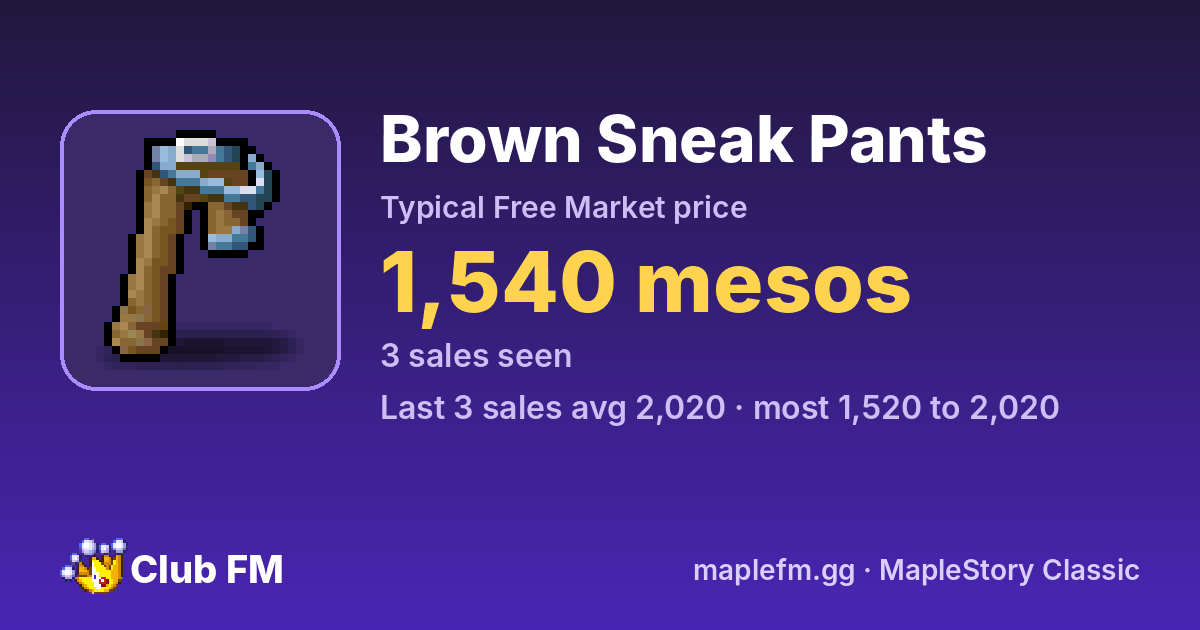 Brown Sneak Pants
Typical Free Market price
1,540 mesos
3 sales seen
Last 3 sales avg 2,020 · most 1,520 to 2,020
Club FM
maplefm.gg · MapleStory Classic